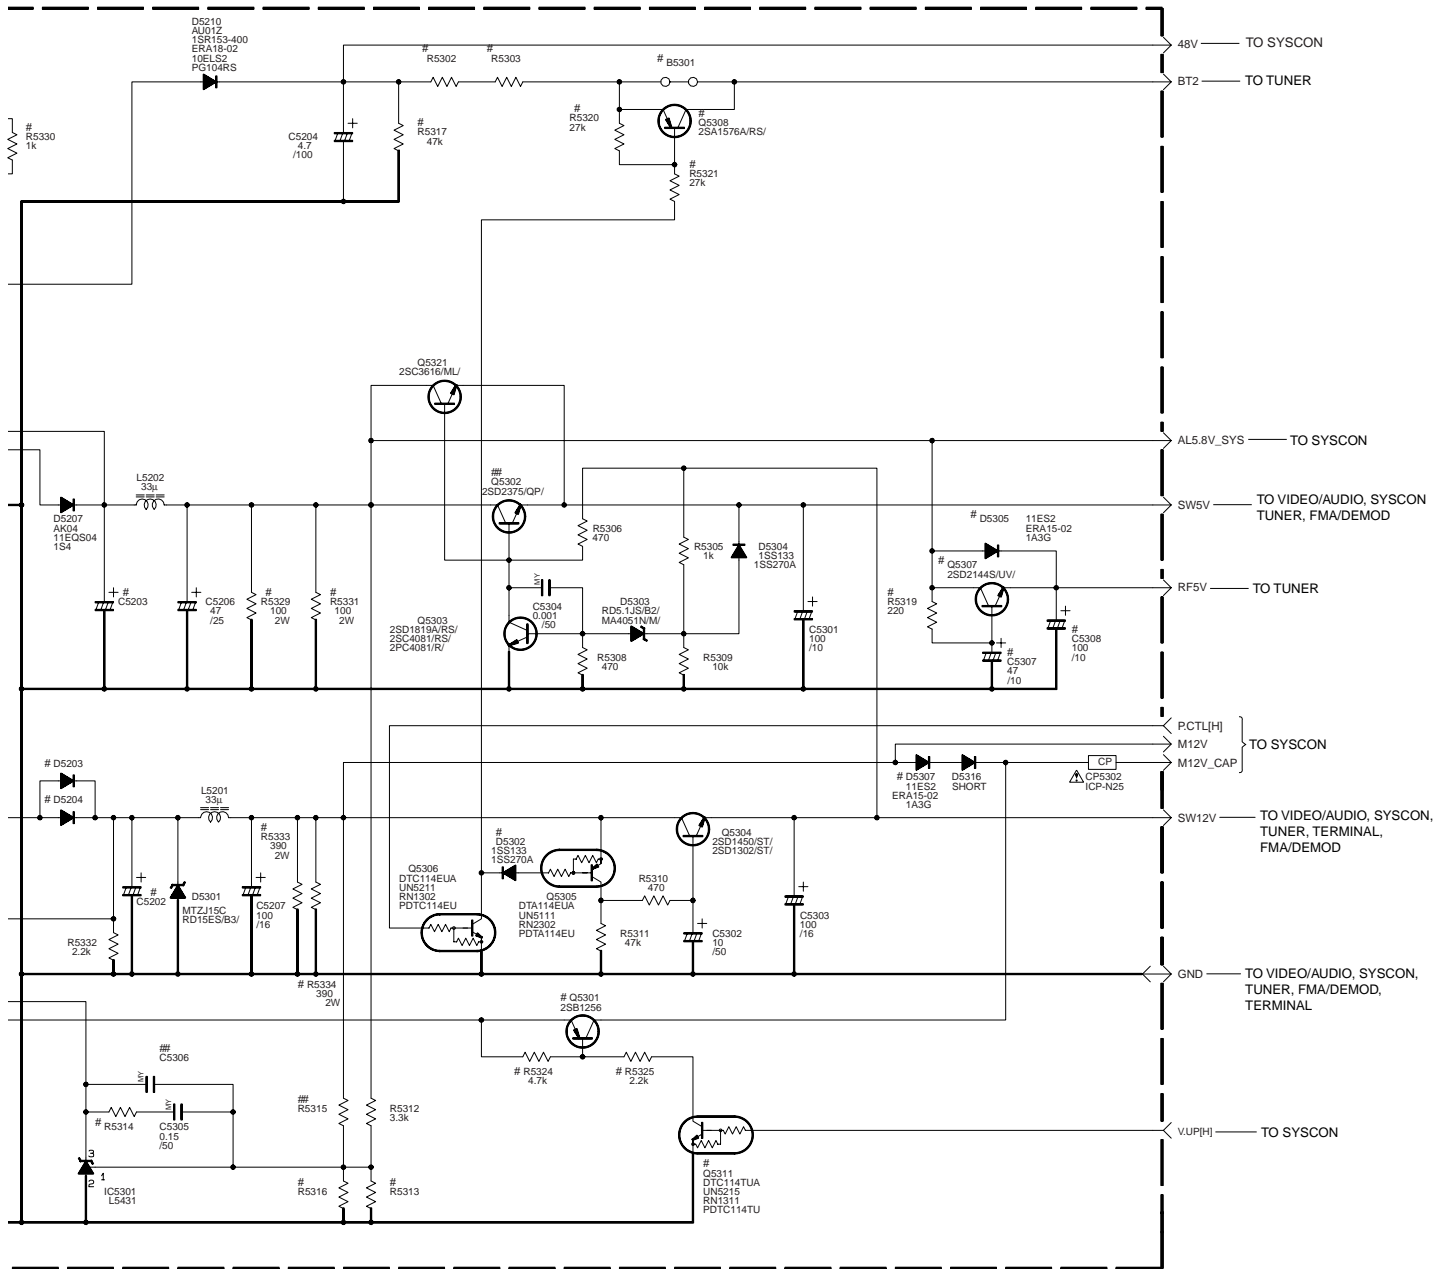 D5210
AU01Z
1SR153-400
ERA18-02
10ELS2
PG104RS
#
R5302
#
R5303
# B5301
48V
TO SYSCON
BT2
TO TUNER
#
R5330
1k
C5204
4.7
/100
+
#
R5317
47k
#
R5320
27k
#
Q5308
2SA1576A/RS/
#
R5321
27k
Q5321
2SC3616/ML/
AL5.8V_SYS
TO SYSCON
L5202
33µ
##
Q5302
2SD2375/QP/
SW5V
TO VIDEO/AUDIO, SYSCON
TUNER, FMA/DEMOD
D5207
AK04
11EQS04
1S4
R5306
470
R5305
1k
D5304
1SS133
1SS270A
# D5305
11ES2
ERA15-02
1A3G
# Q5307
2SD2144S/UV/
RF5V
TO TUNER
+
#
C5203
+
C5206
47
/25
#
R5329
100
2W
#
R5331
100
2W
Q5303
2SD1819A/RS/
2SC4081/RS/
2PC4081/R/
MY
C5304
0.001
/50
D5303
RD5.1JS/B2/
MA4051N/M/
+
C5301
100
/10
#
R5319
220
+
#
C5308
100
/10
R5308
470
R5309
10k
+
#
C5307
47
/10
P.CTL[H]
M12V
M12V_CAP
TO SYSCON
# D5203
# D5204
L5201
33µ
# D5307
11ES2
ERA15-02
1A3G
D5316
SHORT
CP
CP5302
ICP-N25
SW12V
TO VIDEO/AUDIO, SYSCON,
TUNER, TERMINAL,
FMA/DEMOD
#
R5333
390
2W
#
D5302
1SS133
1SS270A
Q5304
2SD1450/ST/
2SD1302/ST/
Q5306
DTC114EUA
UN5211
RN1302
PDTC114EU
Q5305
DTA114EUA
UN5111
RN2302
PDTA114EU
R5310
470
+
#
C5202
D5301
MTZJ15C
RD15ES/B3/
+
C5207
100
/16
+
C5303
100
/16
R5332
2.2k
R5311
47k
+
C5302
10
/50
# R5334
390
2W
GND
TO VIDEO/AUDIO, SYSCON,
TUNER, FMA/DEMOD,
TERMINAL
# Q5301
2SB1256
##
C5306
MY
# R5324
4.7k
# R5325
2.2k
# R5314
MY
C5305
0.15
/50
##
R5315
R5312
3.3k
V.UP[H]
TO SYSCON
3
1
2
IC5301
L5431
#
R5316
#
R5313
#
Q5311
DTC114TUA
UN5215
RN1311
PDTC114TU